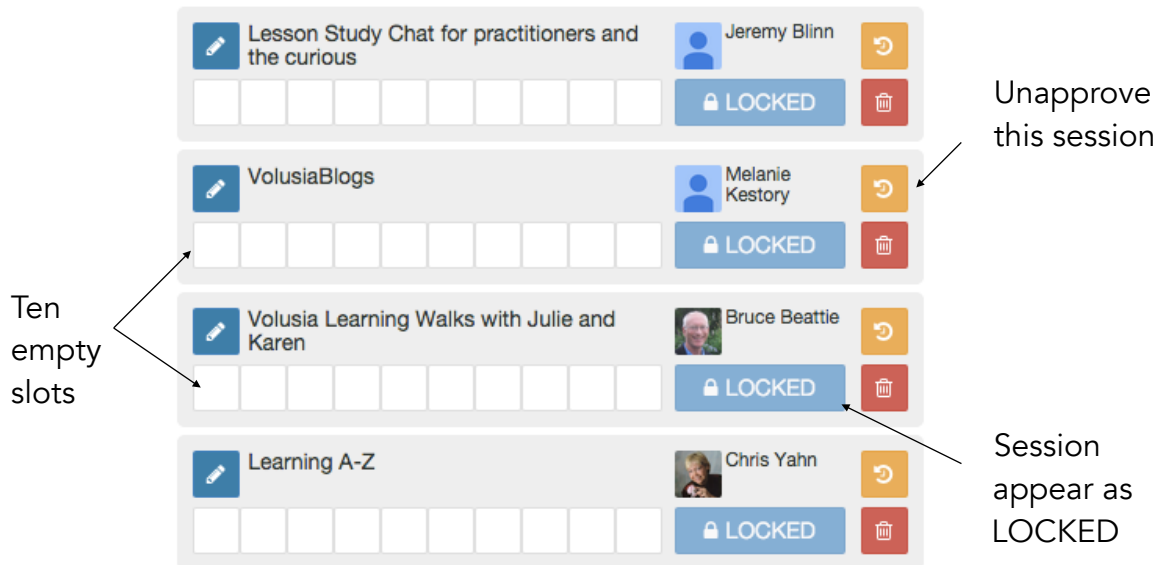 Lesson Study Chat for practitioners and
the curious
Jeremy Blinn
LOCKED
Unapprove
this session
VolusiaBlogs
Melanie
Kestory
LOCKED
Ten
empty
slots
Volusia Learning Walks with Julie and
Karen
Bruce Beattie
LOCKED
Learning A-Z
Chris Yahn
LOCKED
Session
appear as
LOCKED